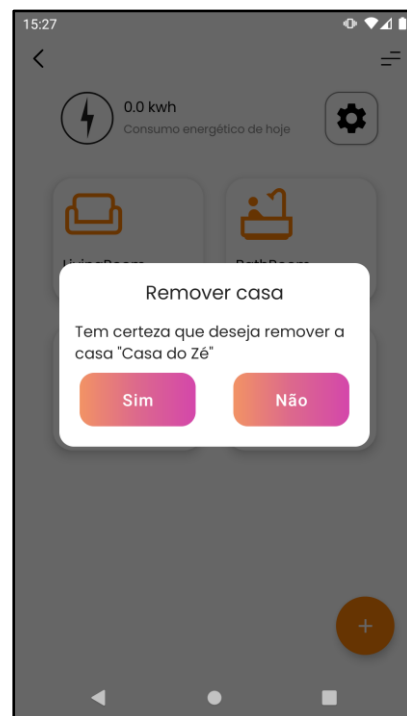 15:27
0.0 kwh
Consumo energético de hoje
Remover casa
Tem certeza que deseja remover a
casa "Casa do Zé"
Sim
Não